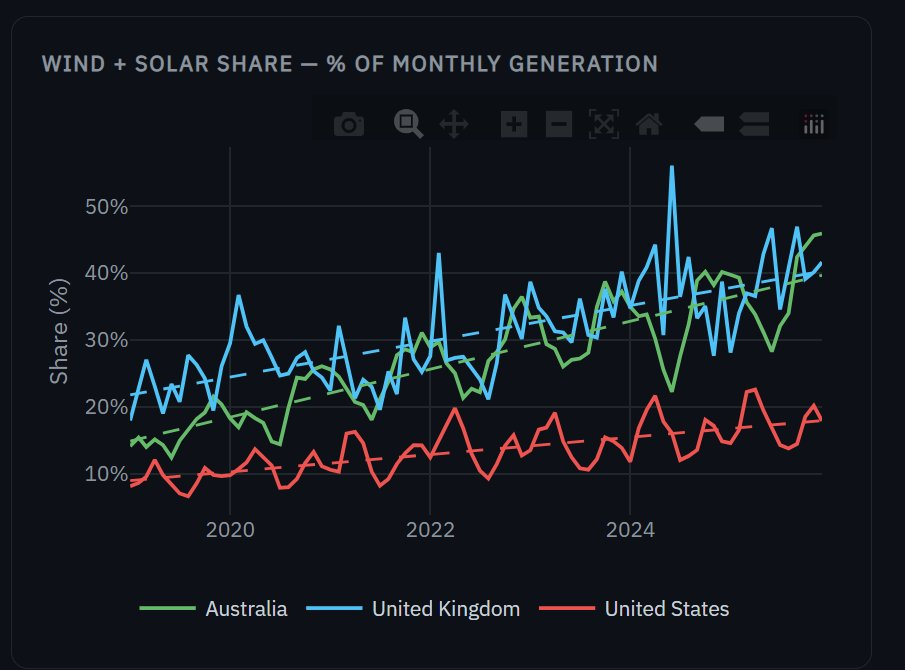 WIND + SOLAR SHARE — % OF MONTHLY GENERATION
50%
40%
30%
20%
10%
Share (%)
2020 2022 2024
Australia United Kingdom United States